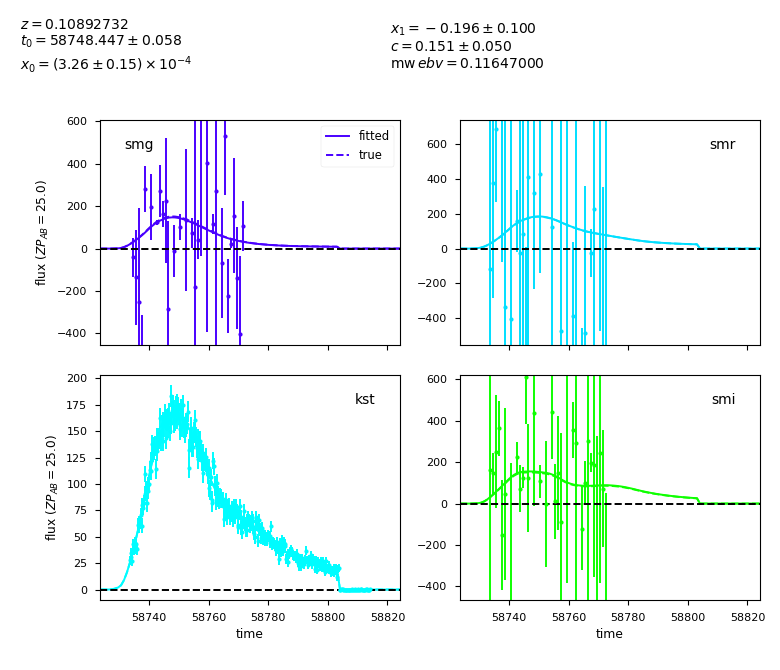 z = 0.10892732
t0 = 58748.447 ± 0.058
x0 = (3.26 ± 0.15) × 10^−4
x1 = −0.196 ± 0.100
c = 0.151 ± 0.050
mw ebv = 0.11647000
smg
fitted
true
flux (ZP_AB = 25.0)
600
400
200
0
−200
−400
smr
600
400
200
0
−200
−400
kst
flux (ZP_AB = 25.0)
200
175
150
125
100
75
50
25
0
58740 58760 58780 58800 58820
time
smi
600
400
200
0
−200
−400
58740 58760 58780 58800 58820
time